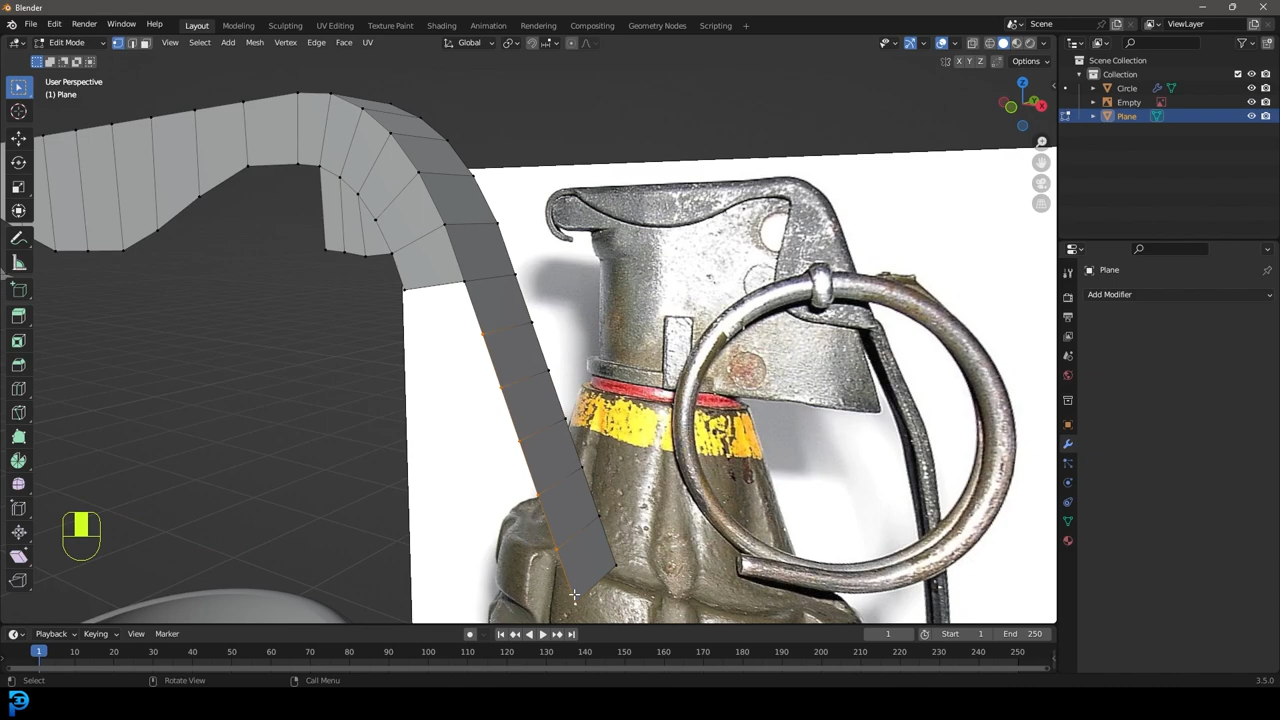 Blender
File Edit Render Window Help
Layout Modeling Sculpting UV Editing Texture Paint Shading Animation Rendering Compositing Geometry Nodes Scripting
Scene
ViewLayer
Edit Mode View Select Add Mesh Vertex Edge Face UV
Global
X Y Z Options
User Perspective
(1) Plane
Z
X
Scene Collection
Collection
Circle
Empty
Plane
Plane
Add Modifier
Playback Keying View Marker
1 Start 1 End 250
1 10 20 30 40 50 60 70 80 90 100 110 120 130 140 150 160 170 180 190 200 210 220 230 240 250
Select Rotate View Call Menu 3.5.0